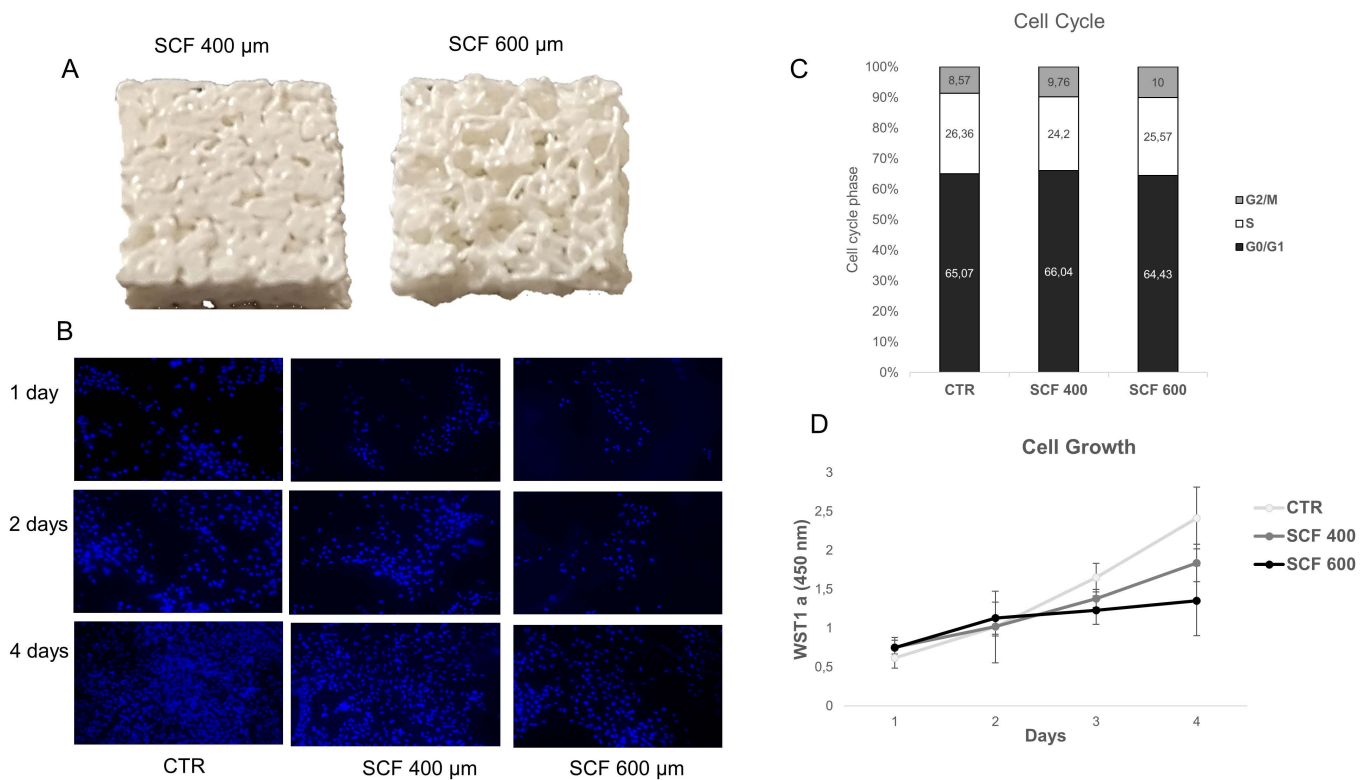 SCF 400 µm
SCF 600 µm
A
B
1 day
2 days
4 days
CTR
SCF 400 µm
SCF 600 µm
C
Cell Cycle
Cell cycle phase
100%
90%
80%
70%
60%
50%
40%
30%
20%
10%
0%
8,57
9,76
10
26,36
24,2
25,57
65,07
66,04
64,43
CTR
SCF 400
SCF 600
G2/M
S
G0/G1
D
Cell Growth
WST1 a (450 nm)
3
2,5
2
1,5
1
0,5
0
1
2
3
4
Days
CTR
SCF 400
SCF 600